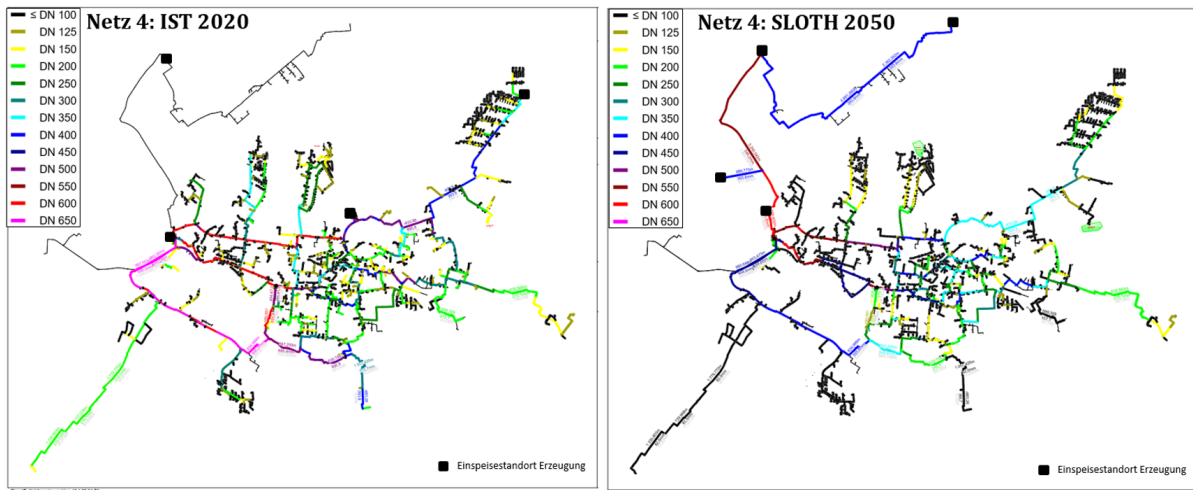 Netz 4: IST 2020
≤ DN 100
DN 125
DN 150
DN 200
DN 250
DN 300
DN 350
DN 400
DN 450
DN 500
DN 550
DN 600
DN 650
Einspeisestandort Erzeugung
Netz 4: SLOTH 2050
≤ DN 100
DN 125
DN 150
DN 200
DN 250
DN 300
DN 350
DN 400
DN 450
DN 500
DN 550
DN 600
DN 650
Einspeisestandort Erzeugung